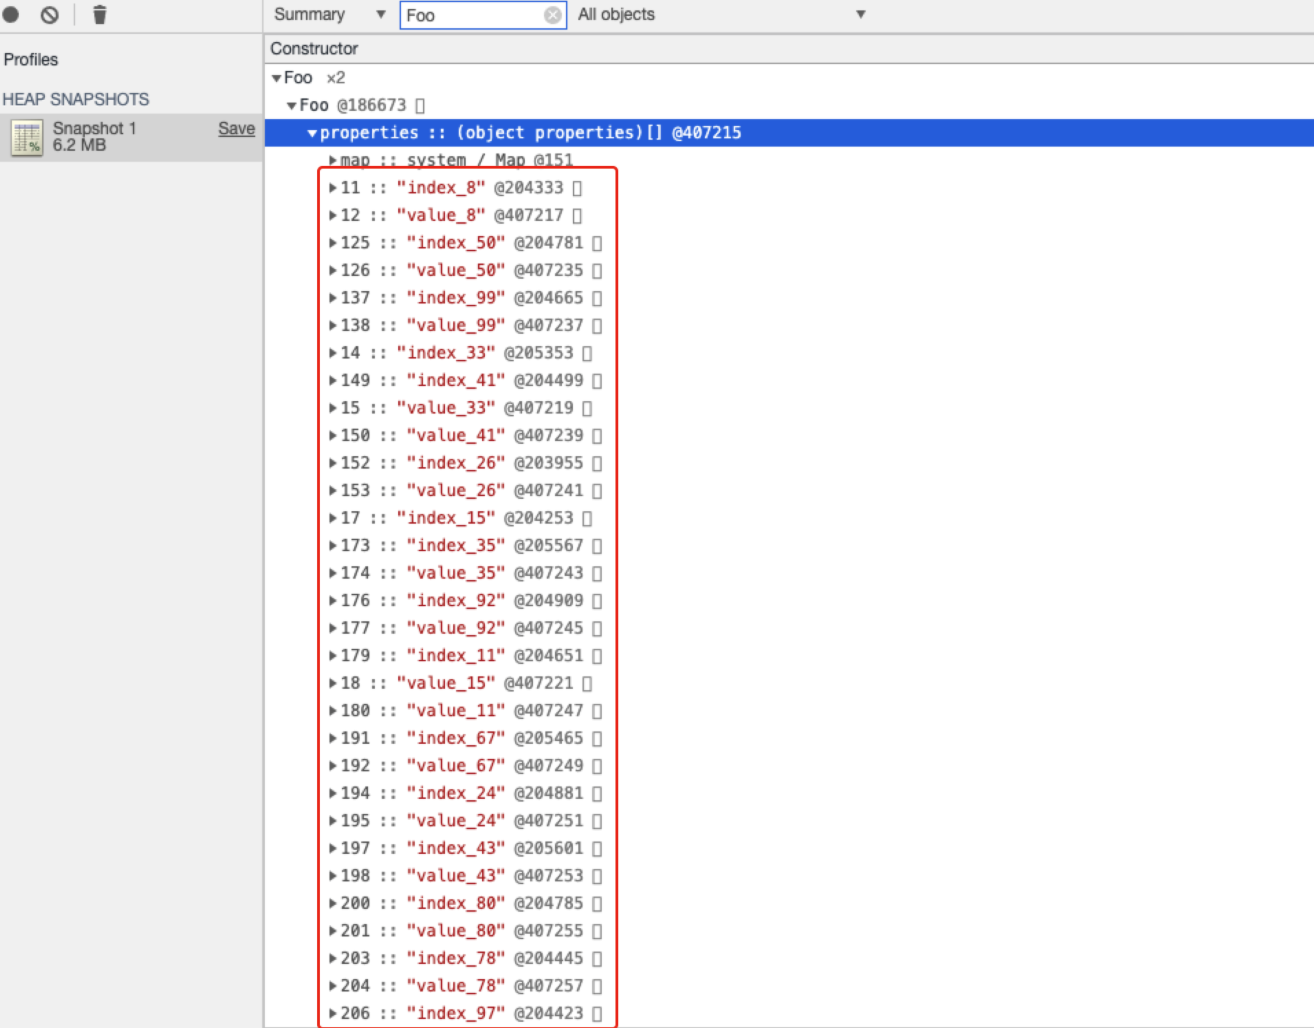 Summary ▼ Foo All objects ▼
Profiles
Constructor
▼Foo ×2
HEAP SNAPSHOTS
▼Foo @186673 ▯
Snapshot 1 Save
6.2 MB
▼properties :: (object properties)[] @407215
▶map :: system / Map @151
▶11 :: "index_8" @204333 ▯
▶12 :: "value_8" @407217 ▯
▶125 :: "index_50" @204781 ▯
▶126 :: "value_50" @407235 ▯
▶137 :: "index_99" @204665 ▯
▶138 :: "value_99" @407237 ▯
▶14 :: "index_33" @205353 ▯
▶149 :: "index_41" @204499 ▯
▶15 :: "value_33" @407219 ▯
▶150 :: "value_41" @407239 ▯
▶152 :: "index_26" @203955 ▯
▶153 :: "value_26" @407241 ▯
▶17 :: "index_15" @204253 ▯
▶173 :: "index_35" @205567 ▯
▶174 :: "value_35" @407243 ▯
▶176 :: "index_92" @204909 ▯
▶177 :: "value_92" @407245 ▯
▶179 :: "index_11" @204651 ▯
▶18 :: "value_15" @407221 ▯
▶180 :: "value_11" @407247 ▯
▶191 :: "index_67" @205465 ▯
▶192 :: "value_67" @407249 ▯
▶194 :: "index_24" @204881 ▯
▶195 :: "value_24" @407251 ▯
▶197 :: "index_43" @205601 ▯
▶198 :: "value_43" @407253 ▯
▶200 :: "index_80" @204785 ▯
▶201 :: "value_80" @407255 ▯
▶203 :: "index_78" @204445 ▯
▶204 :: "value_78" @407257 ▯
▶206 :: "index_97" @204423 ▯